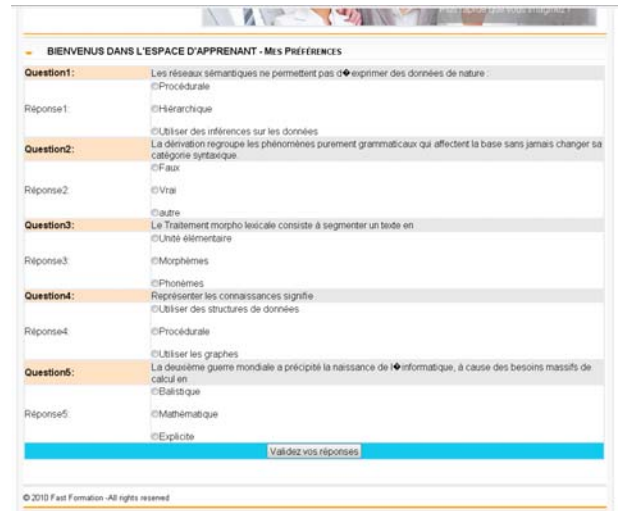 BIENVENUS DANS L'ESPACE D'APPRENANT - MES PRÉFÉRENCES
Question1: Les réseaux sémantiques ne permettent pas d�exprimer des données de nature :
Procédurale
Réponse1: Hiérarchique
Utiliser des inférences sur les données
Question2: La dérivation regroupe les phénomènes purement grammaticaux qui affectent la base sans jamais changer sa
catégorie syntaxique.
Faux
Réponse2: Vrai
autre
Question3: Le Traitement morpho lexicale consiste à segmenter un texte en
Unité élémentaire
Réponse3: Morphèmes
Phonèmes
Question4: Représenter les connaissances signifie
Utiliser des structures de données
Réponse4: Procédurale
Utiliser les graphes
Question5: La deuxième guerre mondiale a précipité la naissance de l�informatique, à cause des besoins massifs de
calcul en
Balistique
Réponse5: Mathématique
Explicite
Validez vos réponses
© 2010 Fast Formation -All rights reserved